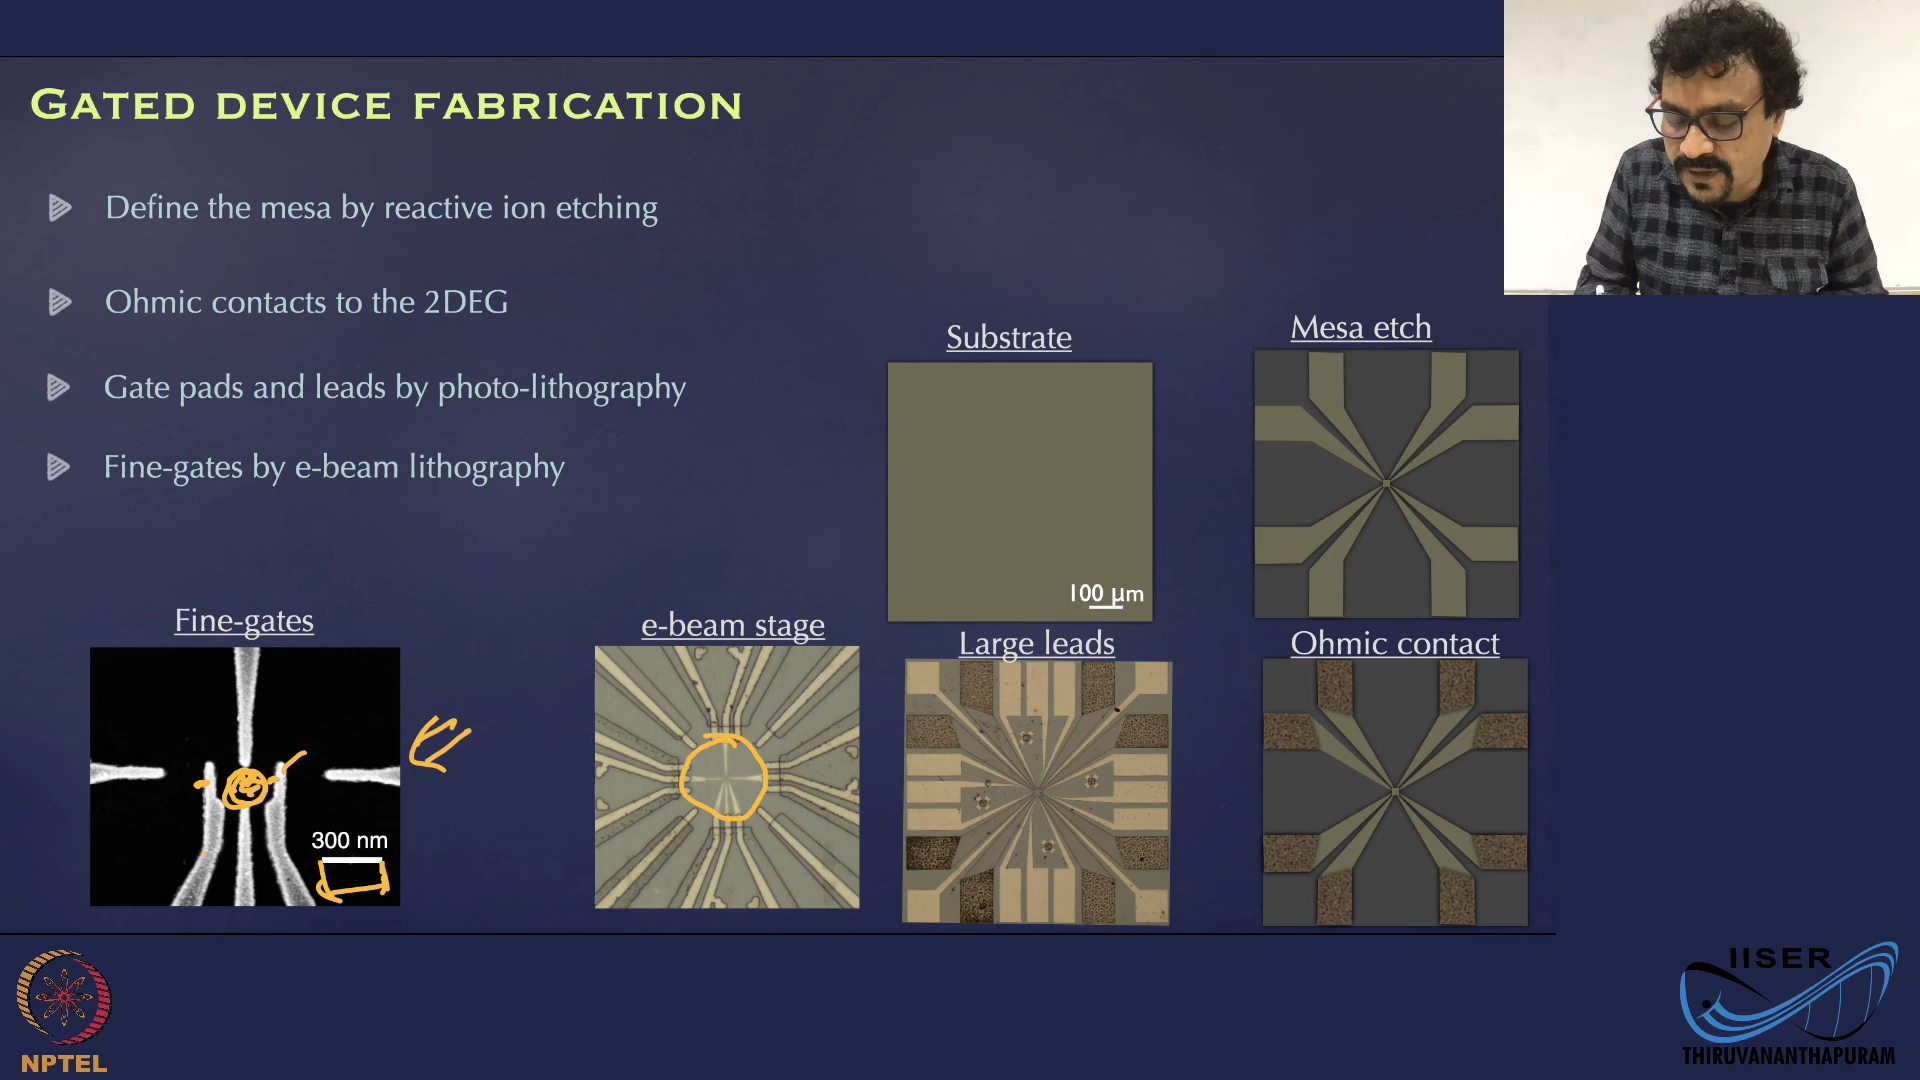 GATED DEVICE FABRICATION
Define the mesa by reactive ion etching
Ohmic contacts to the 2DEG
Gate pads and leads by photo-lithography
Fine-gates by e-beam lithography
Substrate
Mesa etch
100 µm
Fine-gates
e-beam stage
Large leads
Ohmic contact
300 nm
NPTEL
IISER
THIRUVANANTHAPURAM